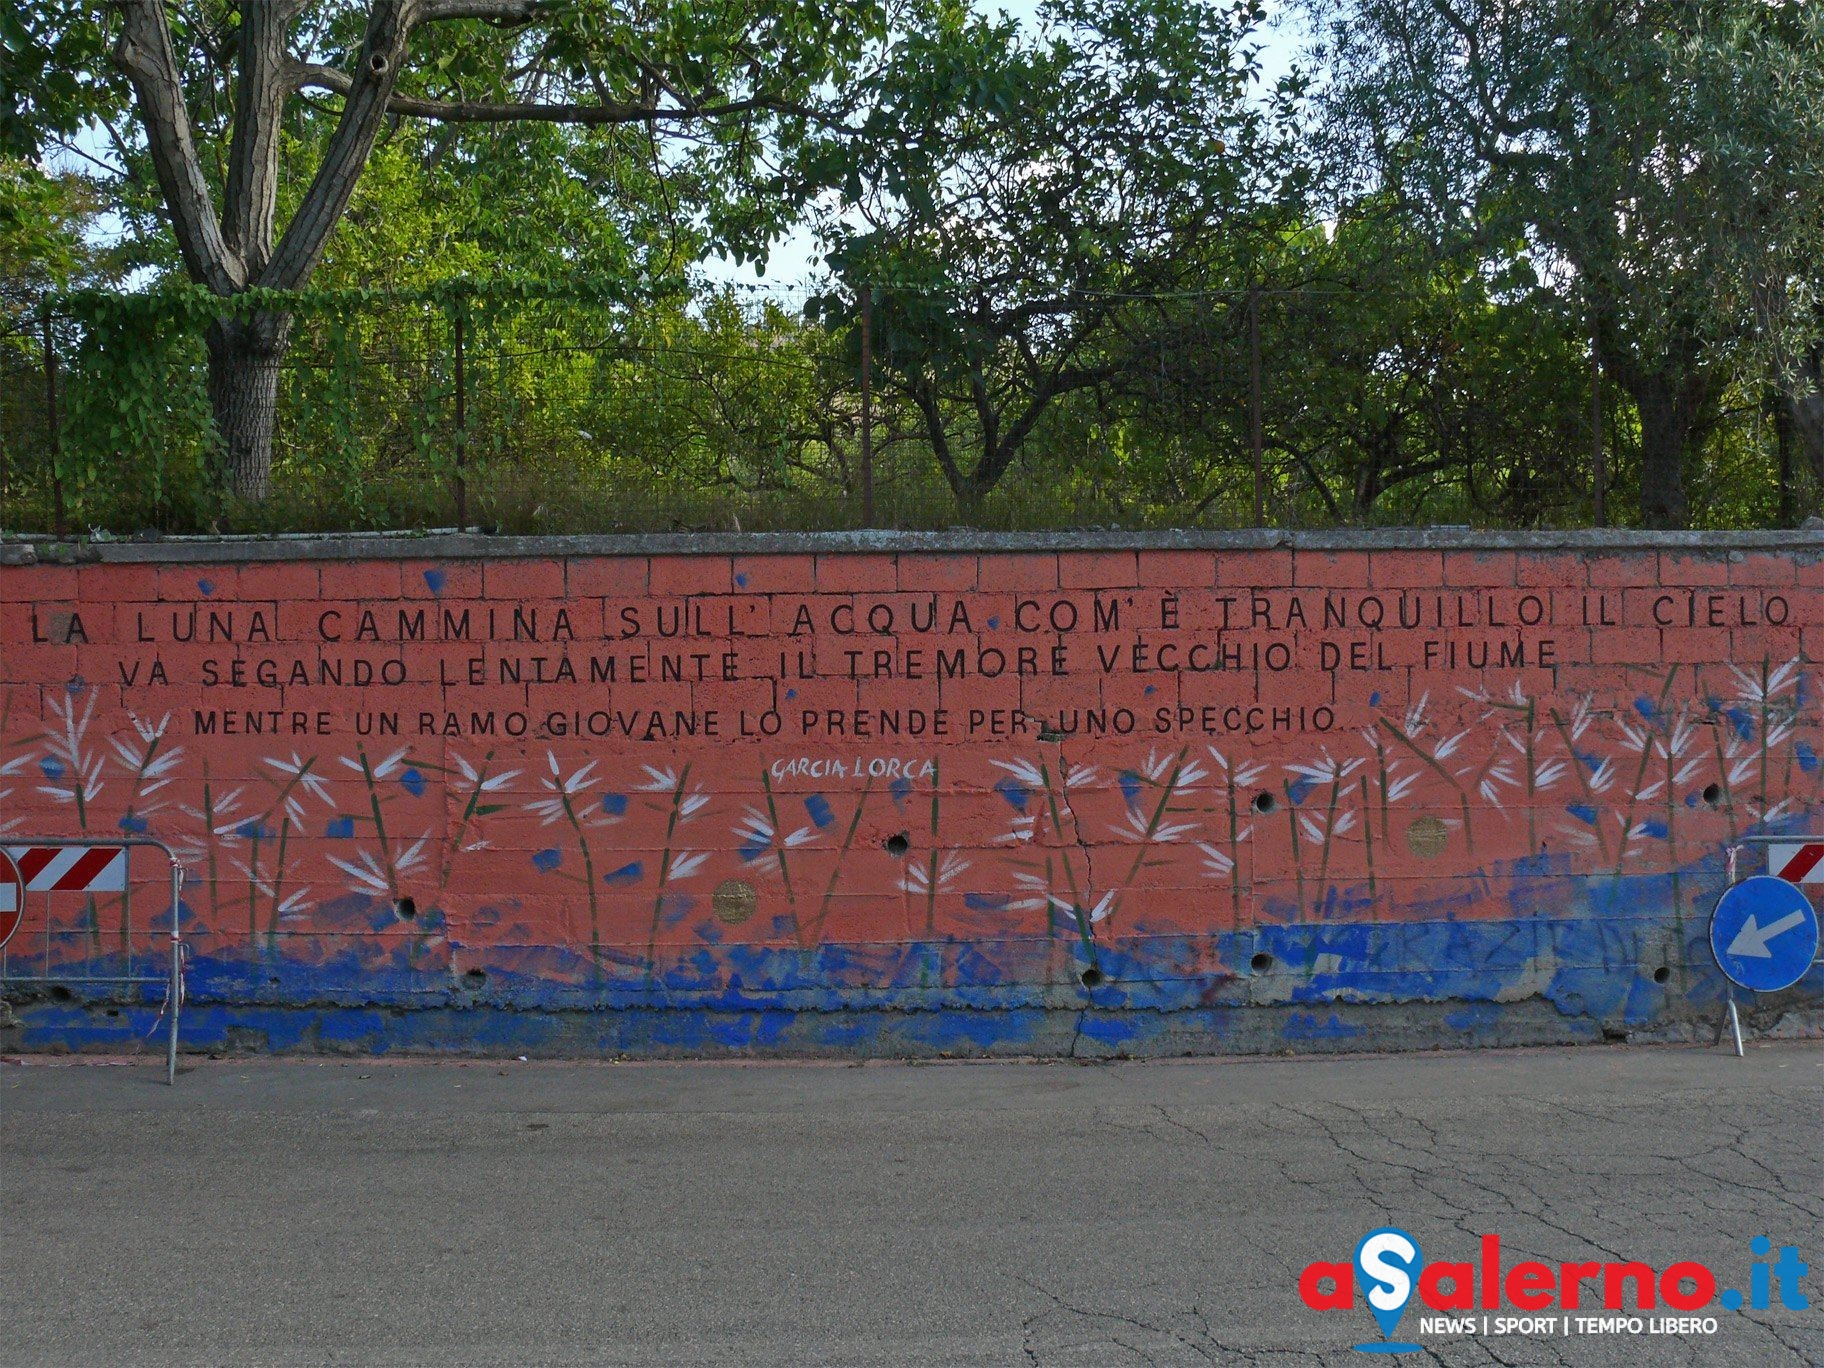 LA LUNA CAMMINA SULL' ACQUA COM' È TRANQUILLO IL CIELO
VA SEGANDO LENTAMENTE IL TREMORE VECCHIO DEL FIUME
MENTRE UN RAMO GIOVANE LO PRENDE PER UNO SPECCHIO
GARCIA LORCA
aSalerno.it
NEWS | SPORT | TEMPO LIBERO